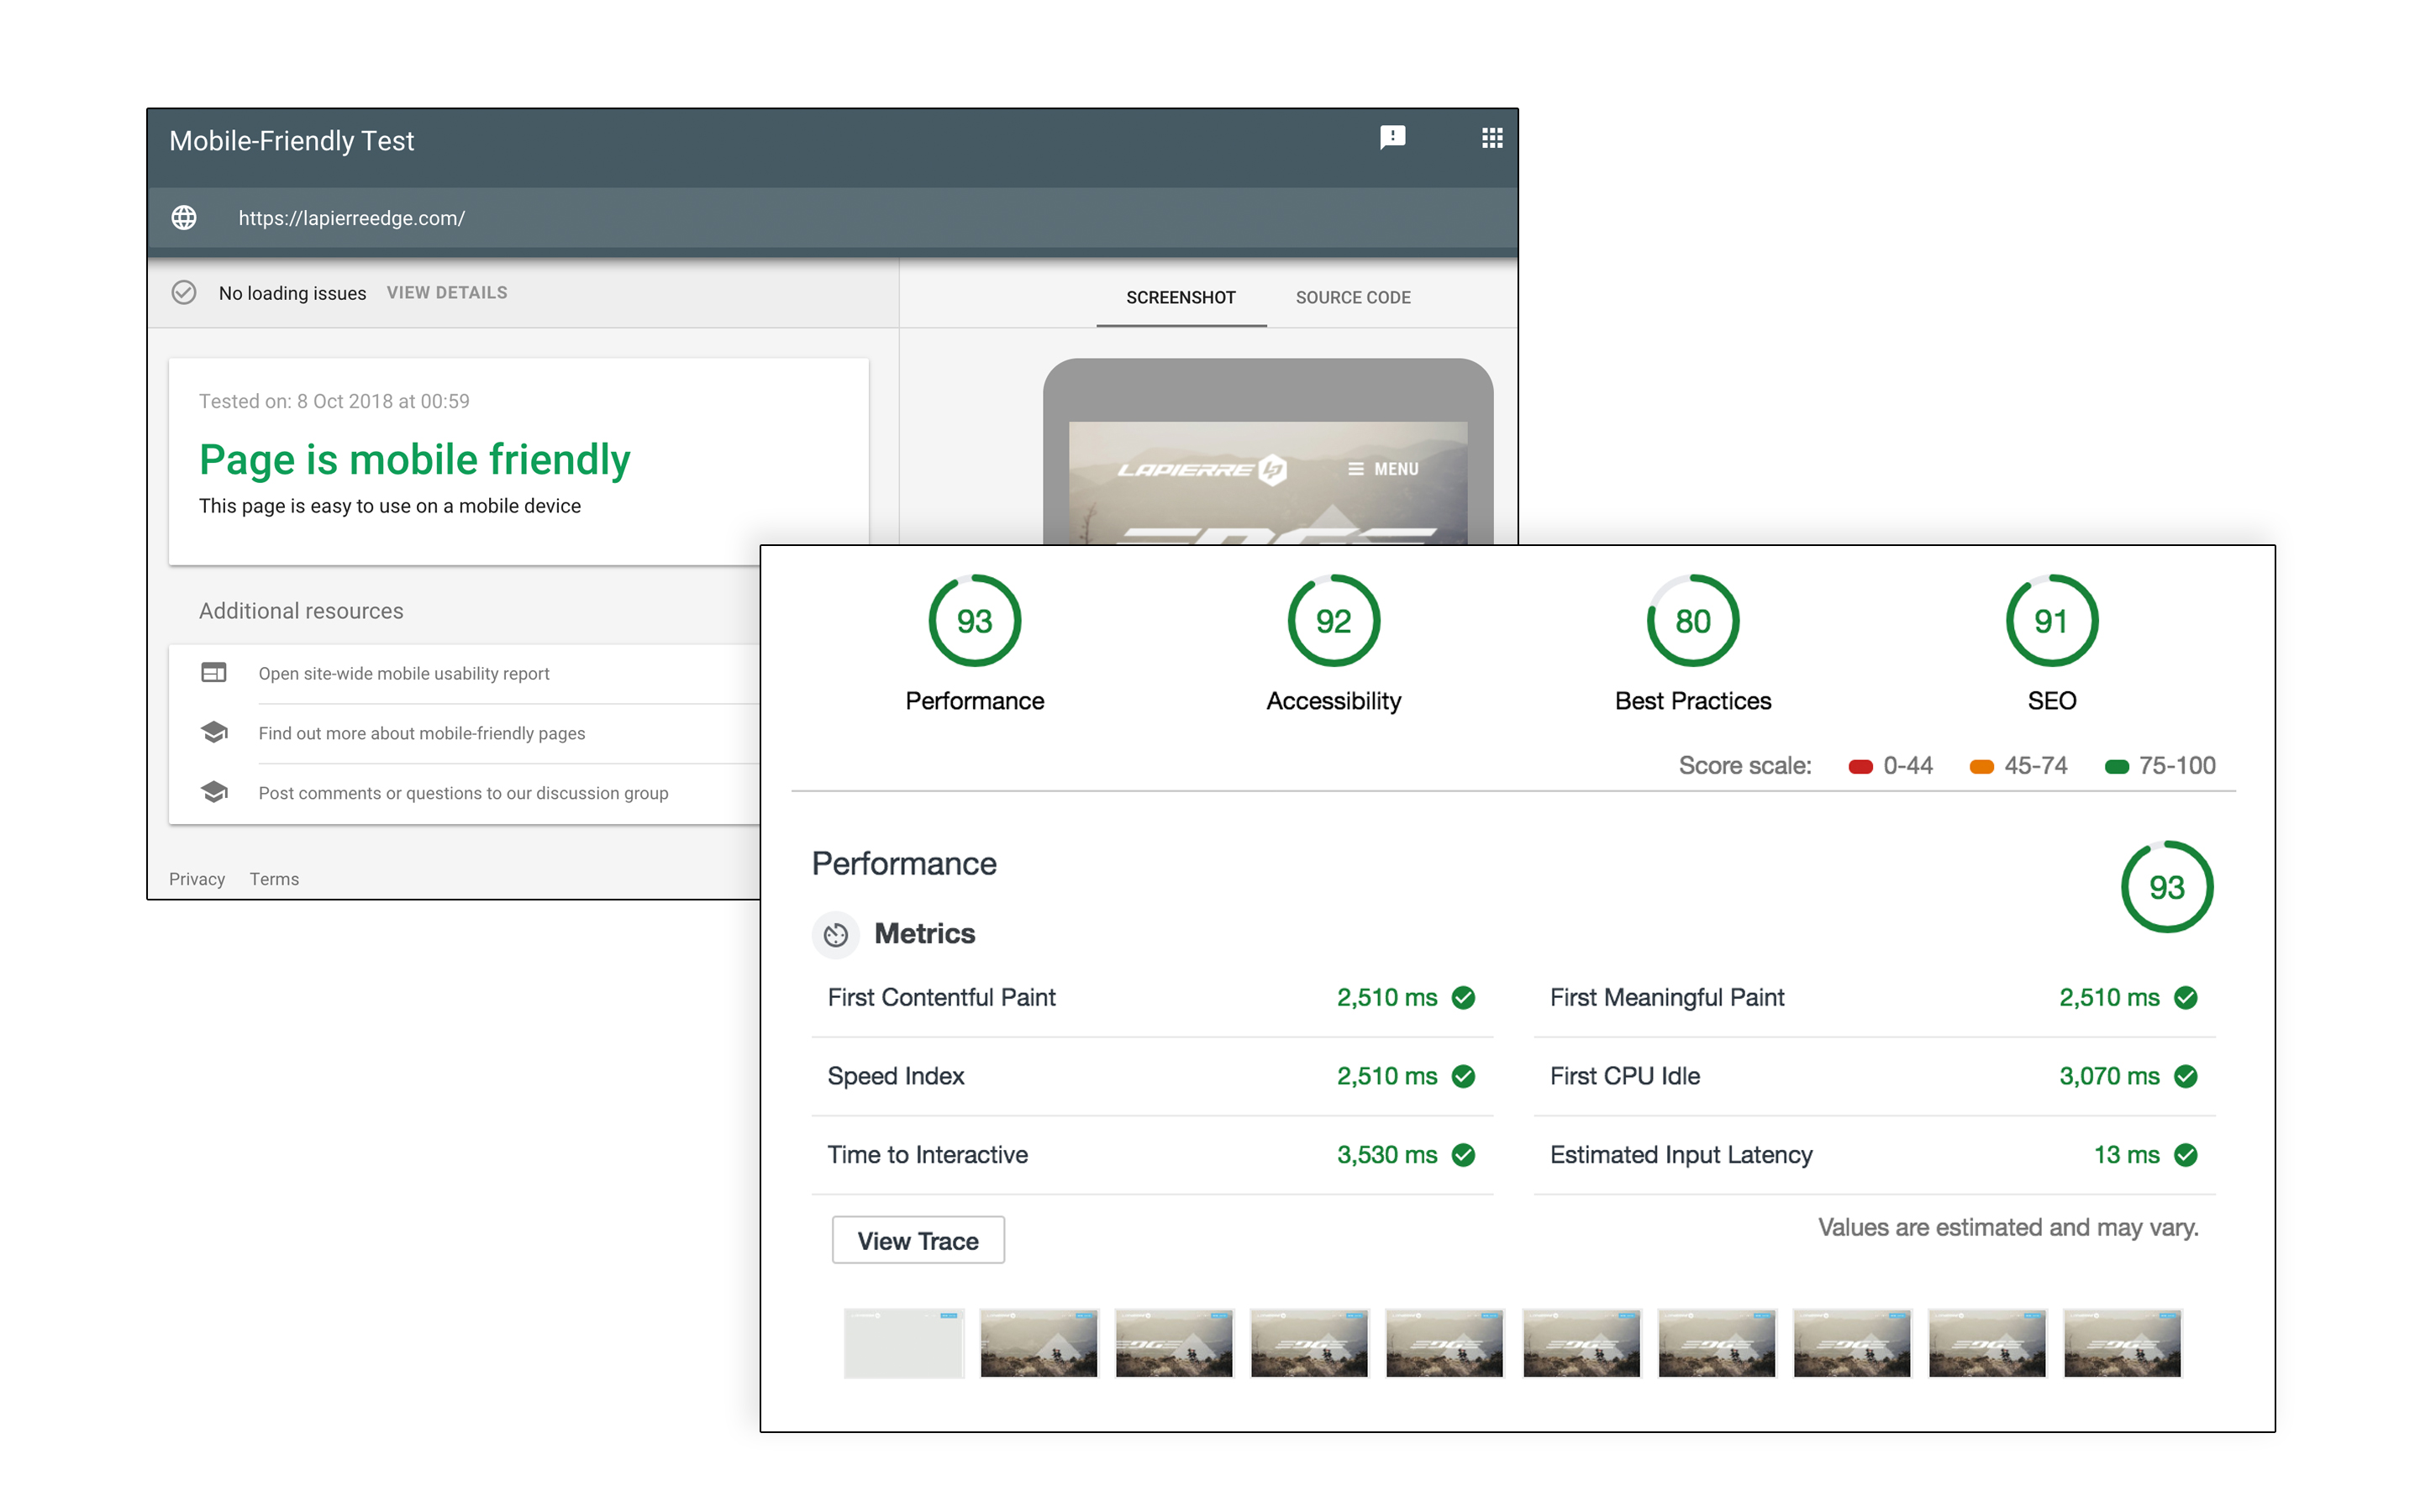 Mobile-Friendly Test
https://lapierreedge.com/
No loading issues VIEW DETAILS
SCREENSHOT SOURCE CODE
Tested on: 8 Oct 2018 at 00:59
Page is mobile friendly
This page is easy to use on a mobile device
LAPIERRE MENU
EDGE
Additional resources
Open site-wide mobile usability report
Find out more about mobile-friendly pages
Post comments or questions to our discussion group
Privacy Terms
93 92 80 91
Performance Accessibility Best Practices SEO
Score scale: 0-44 45-74 75-100
Performance
93
Metrics
First Contentful Paint 2,510 ms First Meaningful Paint 2,510 ms
Speed Index 2,510 ms First CPU Idle 3,070 ms
Time to Interactive 3,530 ms Estimated Input Latency 13 ms
View Trace
Values are estimated and may vary.